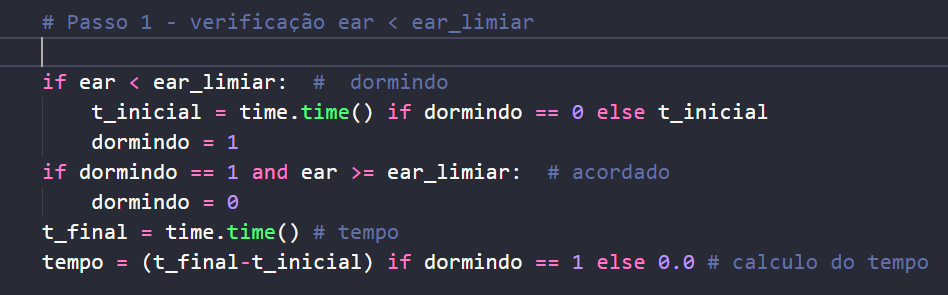 # Passo 1 - verificação ear < ear_limiar
if ear < ear_limiar:  #  dormindo
    t_inicial = time.time() if dormindo == 0 else t_inicial
    dormindo = 1
if dormindo == 1 and ear >= ear_limiar:  # acordado
    dormindo = 0
t_final = time.time() # tempo
tempo = (t_final-t_inicial) if dormindo == 1 else 0.0 # calculo do tempo